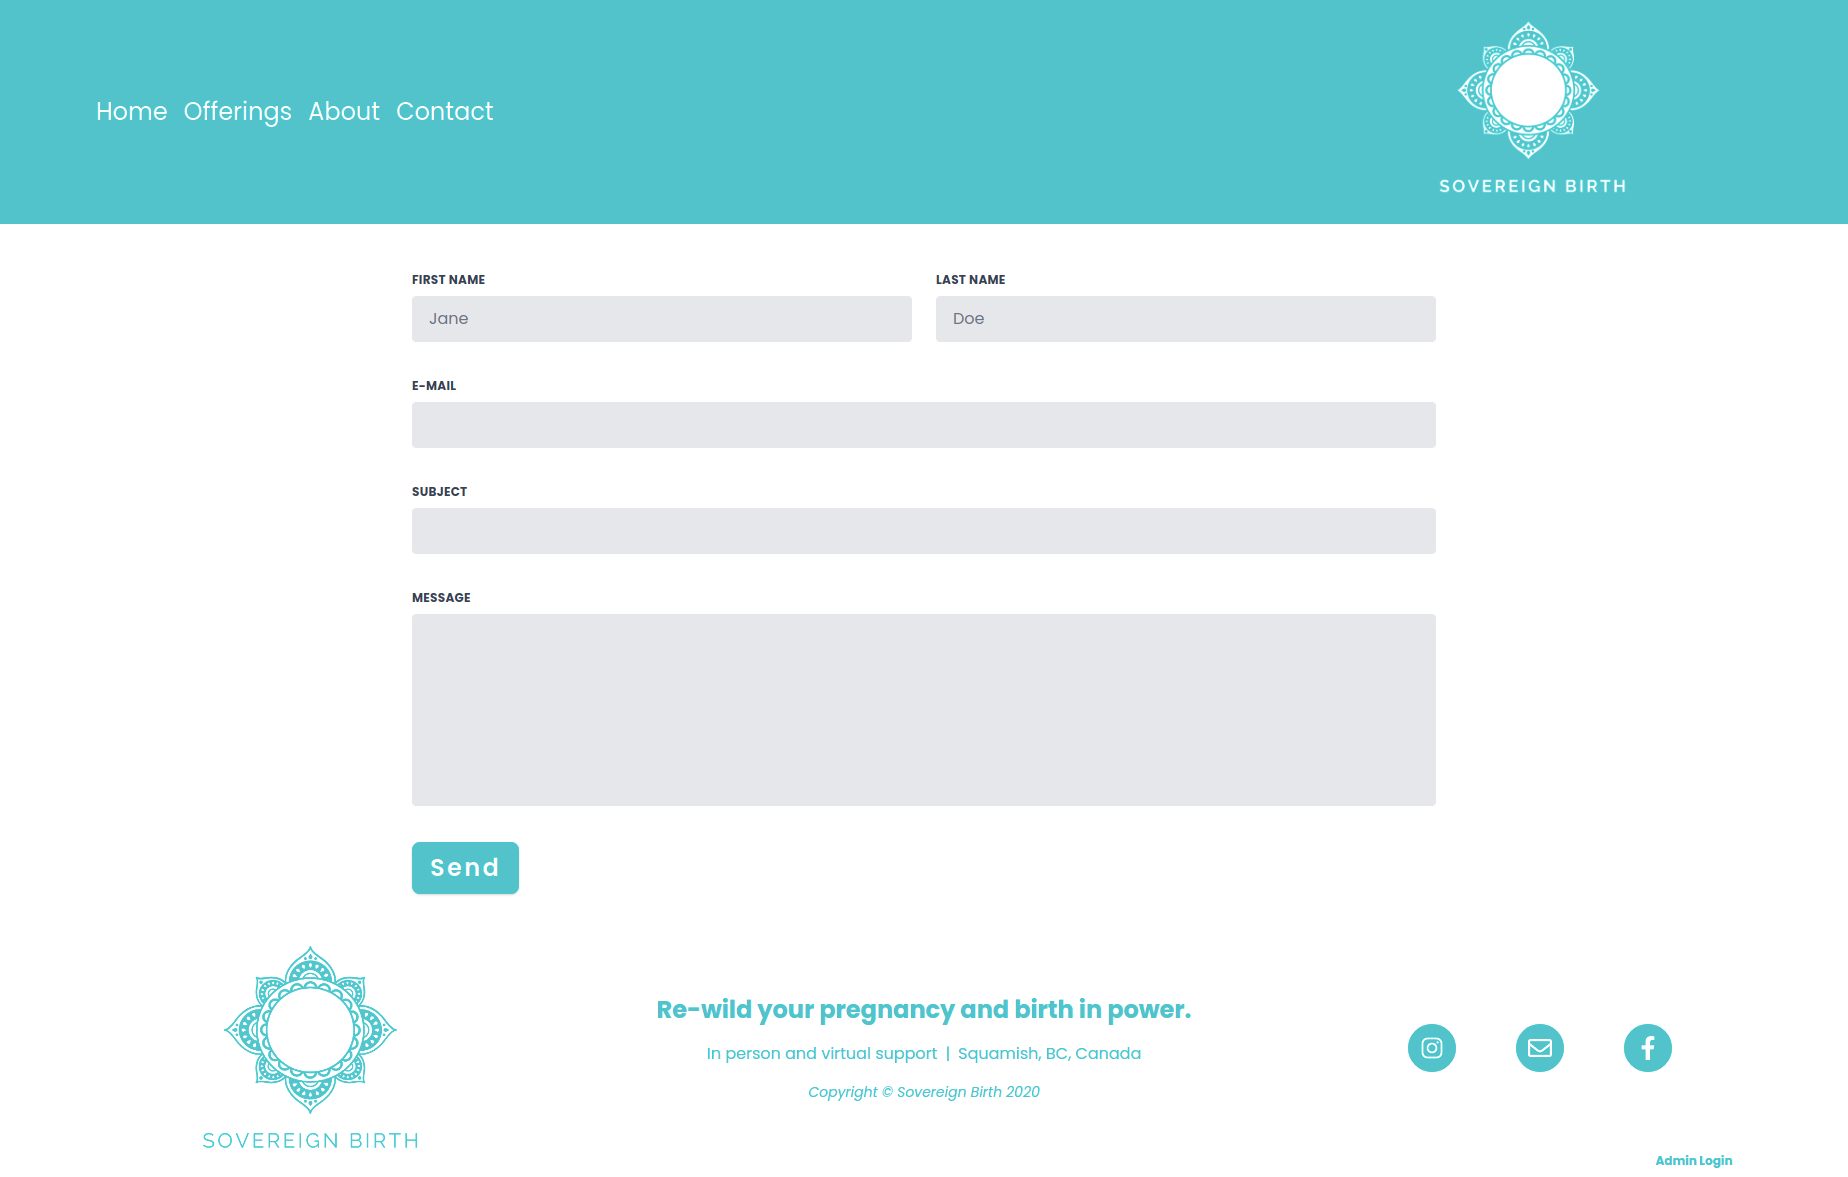 Home Offerings About Contact
SOVEREIGN BIRTH
FIRST NAME
LAST NAME
Jane
Doe
E-MAIL
SUBJECT
MESSAGE
Send
SOVEREIGN BIRTH
Re-wild your pregnancy and birth in power.
In person and virtual support | Squamish, BC, Canada
Copyright © Sovereign Birth 2020
Admin Login